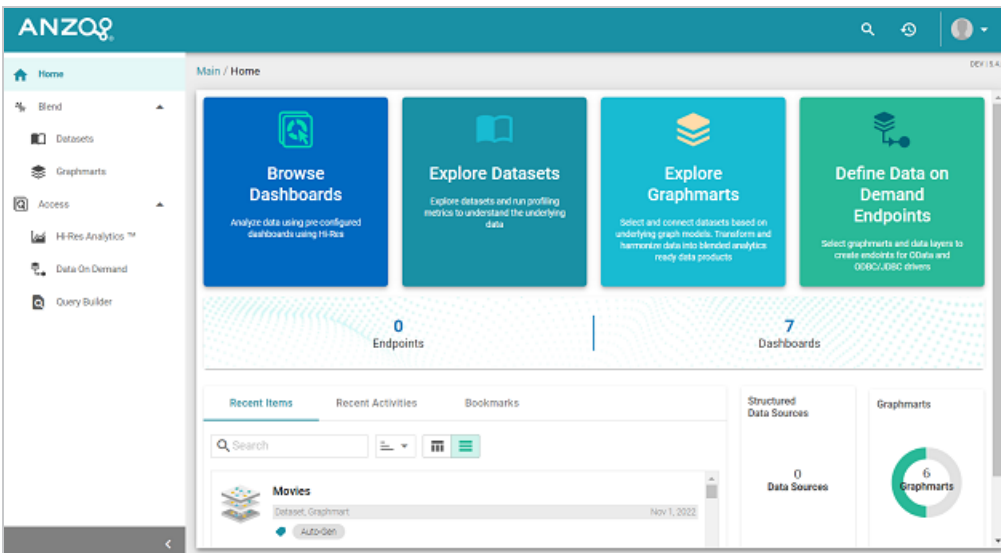 ANZO
DEV | 5.4
Home
Main / Home
Blend
Datasets
Graphmarts
Access
Hi-Res Analytics ™
Data On Demand
Query Builder
Browse
Dashboards
Analyze data using pre-configured
dashboards using Hi-Res
Explore Datasets
Explore datasets and run profiling
metrics to understand the underlying
data
Explore
Graphmarts
Select and connect datasets based on
underlying graph models. Transform and
harmonize data into blended analytics
ready data products
Define Data on
Demand
Endpoints
Select graphmarts and data layers to
create endoints for OData and
ODBC/JDBC drivers
0
Endpoints
7
Dashboards
Recent Items
Recent Activities
Bookmarks
Search
Movies
Dataset, Graphmart
Nov 1, 2022
Auto-Gen
Structured
Data Sources
0
Data Sources
Graphmarts
6
Graphmarts